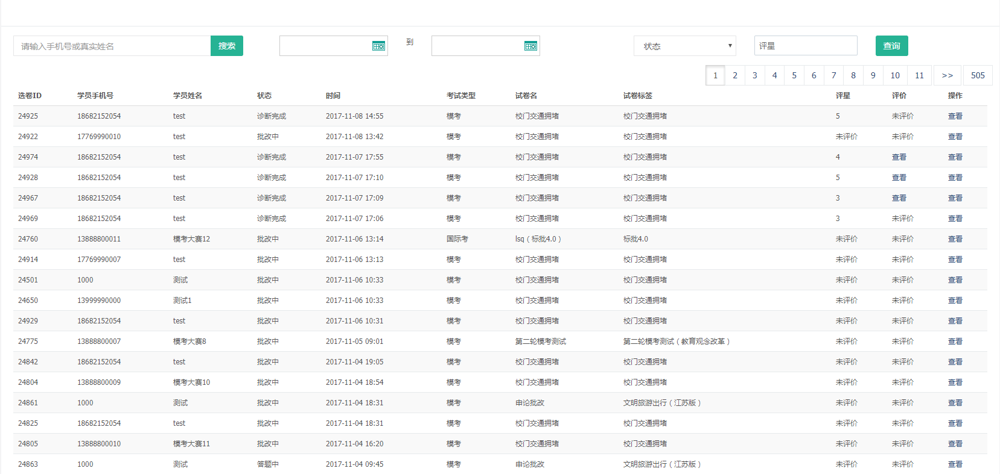 请输入手机号或真实姓名 搜索 到 状态 评星 查询
1 2 3 4 5 6 7 8 9 10 11 >> 505
选卷ID 学员手机号 学员姓名 状态 时间 考试类型 试卷名 试卷标签 评星 评价 操作
24925 18682152054 test 诊断完成 2017-11-08 14:55 模考 校门交通拥堵 校门交通拥堵 5 未评价 查看
24922 17769990010 test 批改中 2017-11-08 13:42 模考 校门交通拥堵 校门交通拥堵 未评价 未评价 查看
24974 18682152054 test 诊断完成 2017-11-07 17:55 模考 校门交通拥堵 校门交通拥堵 4 查看 查看
24928 18682152054 test 诊断完成 2017-11-07 17:10 模考 校门交通拥堵 校门交通拥堵 5 查看 查看
24967 18682152054 test 诊断完成 2017-11-07 17:09 模考 校门交通拥堵 校门交通拥堵 3 查看 查看
24969 18682152054 test 诊断完成 2017-11-07 17:06 模考 校门交通拥堵 校门交通拥堵 3 未评价 查看
24760 13888800011 模考大赛12 批改中 2017-11-06 13:14 国际考 lsq（标批4.0） 标批4.0 未评价 未评价 查看
24914 17769990007 test 批改中 2017-11-06 13:13 模考 校门交通拥堵 校门交通拥堵 未评价 未评价 查看
24501 1000 测试 批改中 2017-11-06 10:33 模考 校门交通拥堵 校门交通拥堵 未评价 未评价 查看
24650 13999990000 测试1 批改中 2017-11-06 10:33 模考 校门交通拥堵 校门交通拥堵 未评价 未评价 查看
24929 18682152054 test 批改中 2017-11-06 10:31 模考 校门交通拥堵 校门交通拥堵 未评价 未评价 查看
24775 13888800007 模考大赛8 批改中 2017-11-05 09:01 模考 第二轮模考测试 第二轮模考测试（教育观念改革） 未评价 未评价 查看
24842 18682152054 test 批改中 2017-11-04 19:05 模考 校门交通拥堵 校门交通拥堵 未评价 未评价 查看
24804 13888800009 模考大赛10 批改中 2017-11-04 18:54 模考 校门交通拥堵 校门交通拥堵 未评价 未评价 查看
24861 1000 测试 批改中 2017-11-04 18:31 模考 申论批改 文明旅游出行（江苏版） 未评价 未评价 查看
24825 18682152054 test 批改中 2017-11-04 18:31 模考 校门交通拥堵 校门交通拥堵 未评价 未评价 查看
24805 13888800010 模考大赛11 批改中 2017-11-04 16:20 模考 校门交通拥堵 校门交通拥堵 未评价 未评价 查看
24863 1000 测试 答题中 2017-11-04 09:45 模考 申论批改 文明旅游出行（江苏版） 未评价 未评价 查看